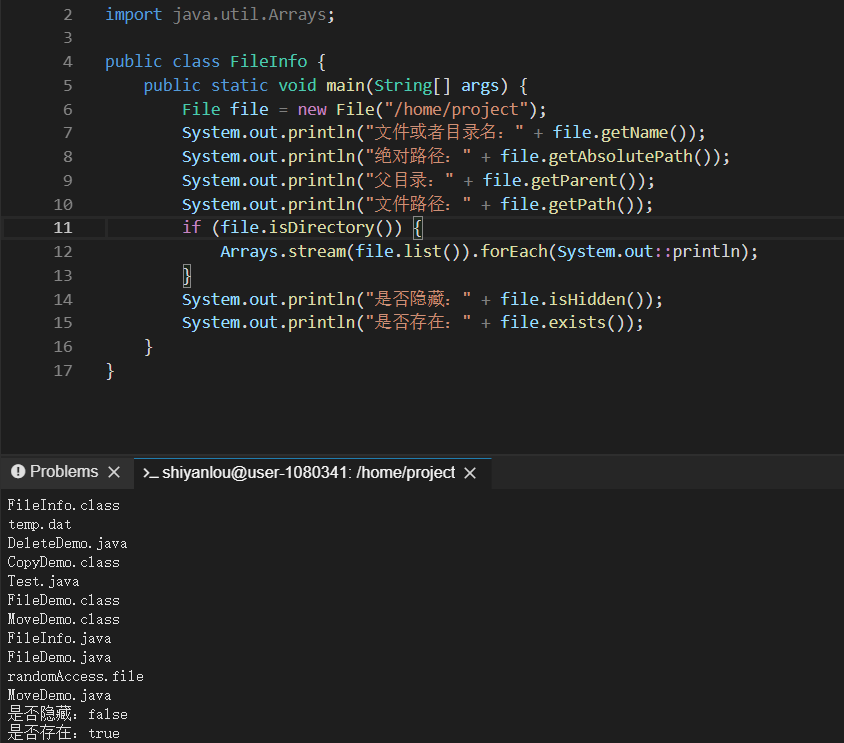 2 import java.util.Arrays;
3
4 public class FileInfo {
5 public static void main(String[] args) {
6 File file = new File("/home/project");
7 System.out.println("文件或者目录名：" + file.getName());
8 System.out.println("绝对路径：" + file.getAbsolutePath());
9 System.out.println("父目录：" + file.getParent());
10 System.out.println("文件路径：" + file.getPath());
11 if (file.isDirectory()) {
12 Arrays.stream(file.list()).forEach(System.out::println);
13 }
14 System.out.println("是否隐藏：" + file.isHidden());
15 System.out.println("是否存在：" + file.exists());
16 }
17 }
Problems
shiyanlou@user-1080341: /home/project
FileInfo.class
temp.dat
DeleteDemo.java
CopyDemo.class
Test.java
FileDemo.class
MoveDemo.class
FileInfo.java
FileDemo.java
randomAccess.file
MoveDemo.java
是否隐藏：false
是否存在：true